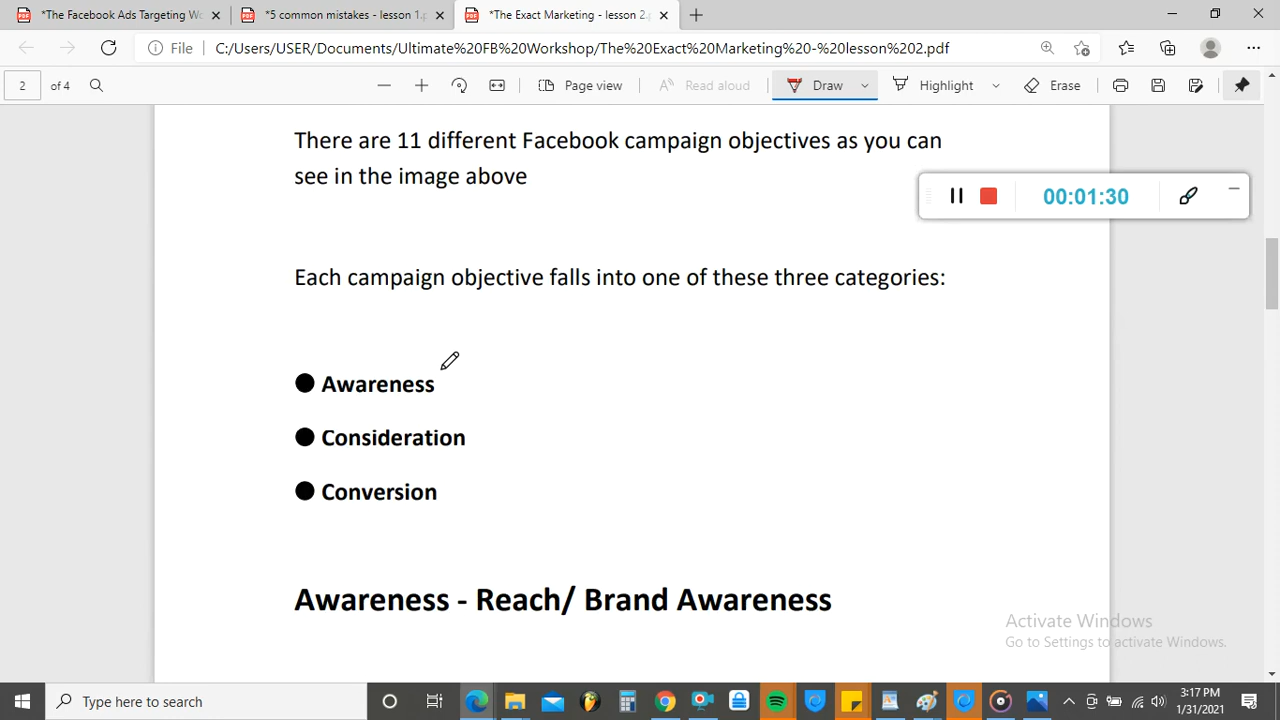 *The Facebook Ads Targeting Wo
*5 common mistakes - lesson 1.p
*The Exact Marketing - lesson 2.
File
C:/Users/USER/Documents/Ultimate%20FB%20Workshop/The%20Exact%20Marketing%20-%20lesson%202.pdf
2 of 4
Page view
Read aloud
Draw
Highlight
Erase
There are 11 different Facebook campaign objectives as you can
see in the image above
00:01:30
Each campaign objective falls into one of these three categories:
● Awareness
● Consideration
● Conversion
Awareness - Reach/ Brand Awareness
Activate Windows
Go to Settings to activate Windows.
Type here to search
3:17 PM
1/31/2021